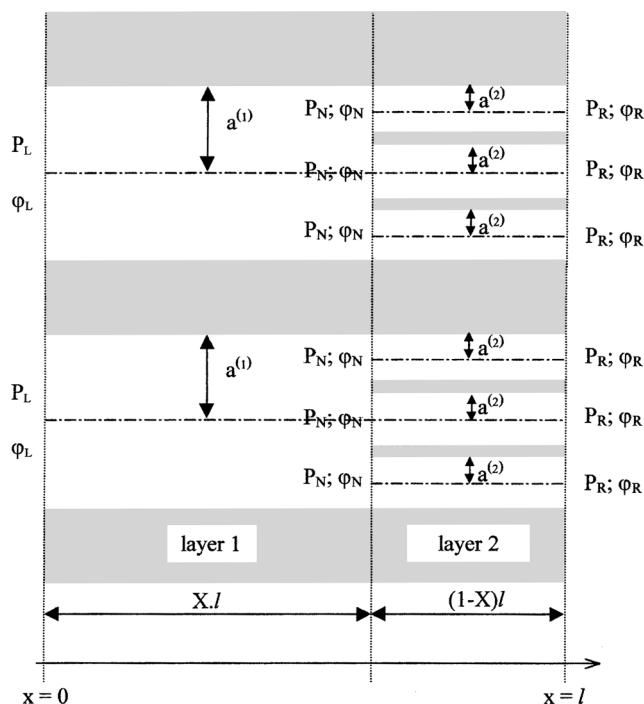 a⁽¹⁾
a⁽²⁾
P_N; φ_N
P_R; φ_R
P_L
a⁽²⁾
P_N; φ_N
P_R; φ_R
φ_L
a⁽²⁾
P_N; φ_N
P_R; φ_R
a⁽¹⁾
a⁽²⁾
P_N; φ_N
P_R; φ_R
P_L
a⁽²⁾
P_N; φ_N
P_R; φ_R
φ_L
a⁽²⁾
P_N; φ_N
P_R; φ_R
layer 1
layer 2
X.l
(1-X)l
x = 0
x = l